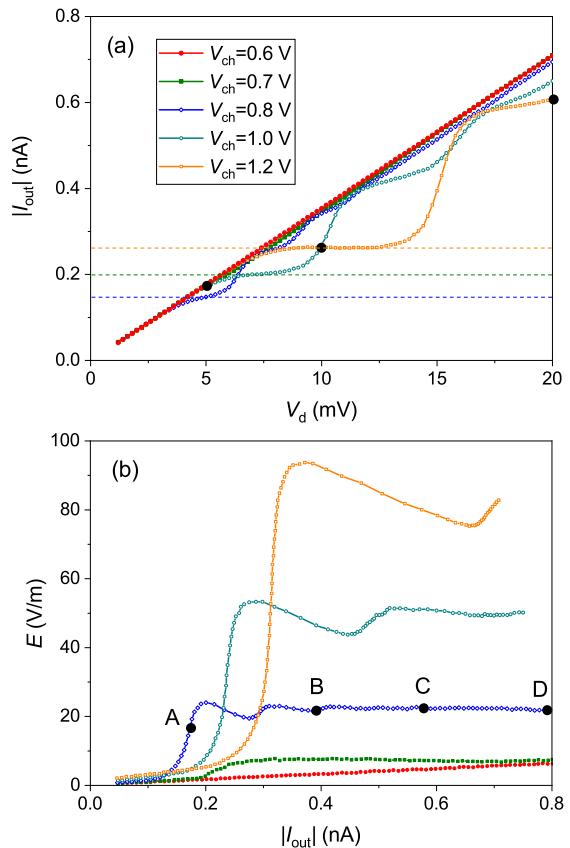 (a)
V_ch=0.6 V
V_ch=0.7 V
V_ch=0.8 V
V_ch=1.0 V
V_ch=1.2 V
|I_out| (nA)
0.8
0.6
0.4
0.2
0.0
0 5 10 15 20
V_d (mV)
(b)
E (V/m)
100
80
60
40
20
0
A B C D
0.0 0.2 0.4 0.6 0.8
|I_out| (nA)